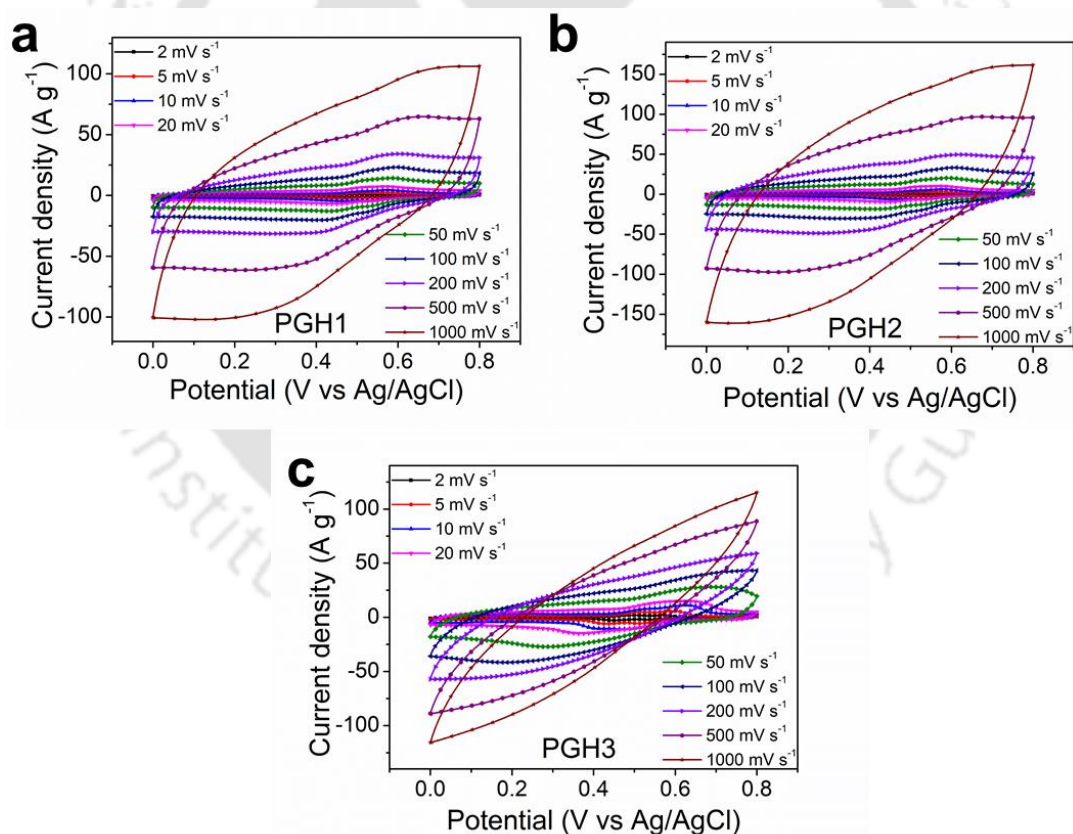 a
2 mV s⁻¹
5 mV s⁻¹
10 mV s⁻¹
20 mV s⁻¹
50 mV s⁻¹
100 mV s⁻¹
200 mV s⁻¹
500 mV s⁻¹
1000 mV s⁻¹
PGH1
100
50
0
-50
-100
Current density (A g⁻¹)
0.0 0.2 0.4 0.6 0.8
Potential (V vs Ag/AgCl)
b
2 mV s⁻¹
5 mV s⁻¹
10 mV s⁻¹
20 mV s⁻¹
50 mV s⁻¹
100 mV s⁻¹
200 mV s⁻¹
500 mV s⁻¹
1000 mV s⁻¹
PGH2
150
100
50
0
-50
-100
-150
Current density (A g⁻¹)
0.0 0.2 0.4 0.6 0.8
Potential (V vs Ag/AgCl)
c
2 mV s⁻¹
5 mV s⁻¹
10 mV s⁻¹
20 mV s⁻¹
50 mV s⁻¹
100 mV s⁻¹
200 mV s⁻¹
500 mV s⁻¹
1000 mV s⁻¹
PGH3
100
50
0
-50
-100
Current density (A g⁻¹)
0.0 0.2 0.4 0.6 0.8
Potential (V vs Ag/AgCl)